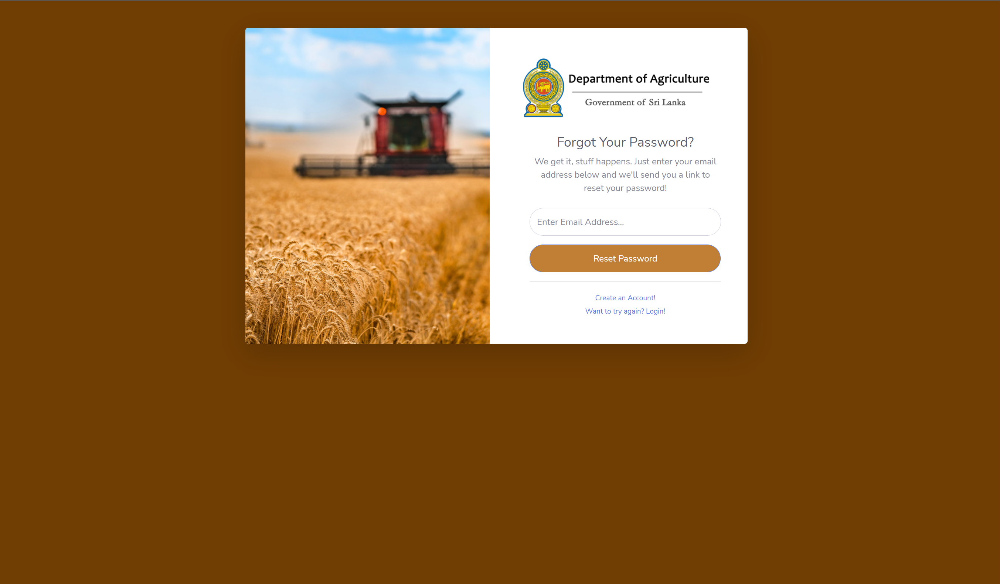 Department of Agriculture
Government of Sri Lanka
Forgot Your Password?
We get it, stuff happens. Just enter your email
address below and we'll send you a link to
reset your password!
Enter Email Address...
Reset Password
Create an Account!
Want to try again? Login!